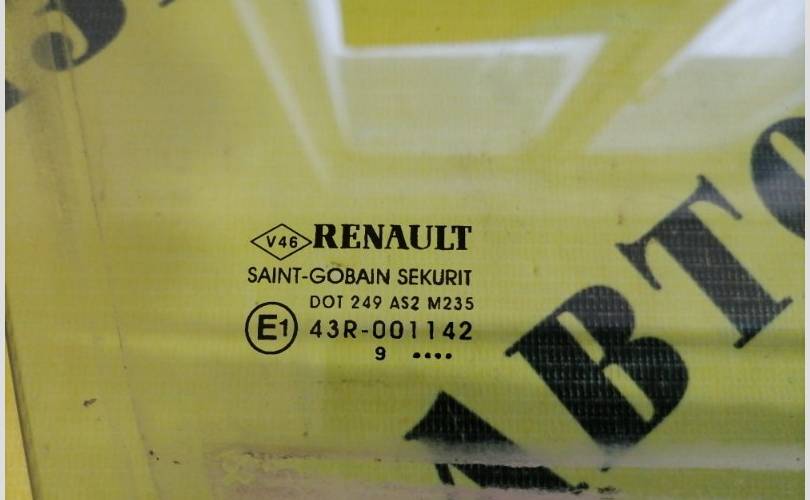 V46 RENAULT
SAINT-GOBAIN SEKURIT
DOT 249 AS2 M235
E1 43R-001142
9 ••••
АВТО